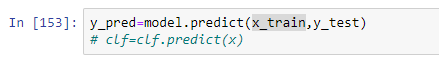 In [153]: y_pred=model.predict(x_train,y_test)
# clf=clf.predict(x)